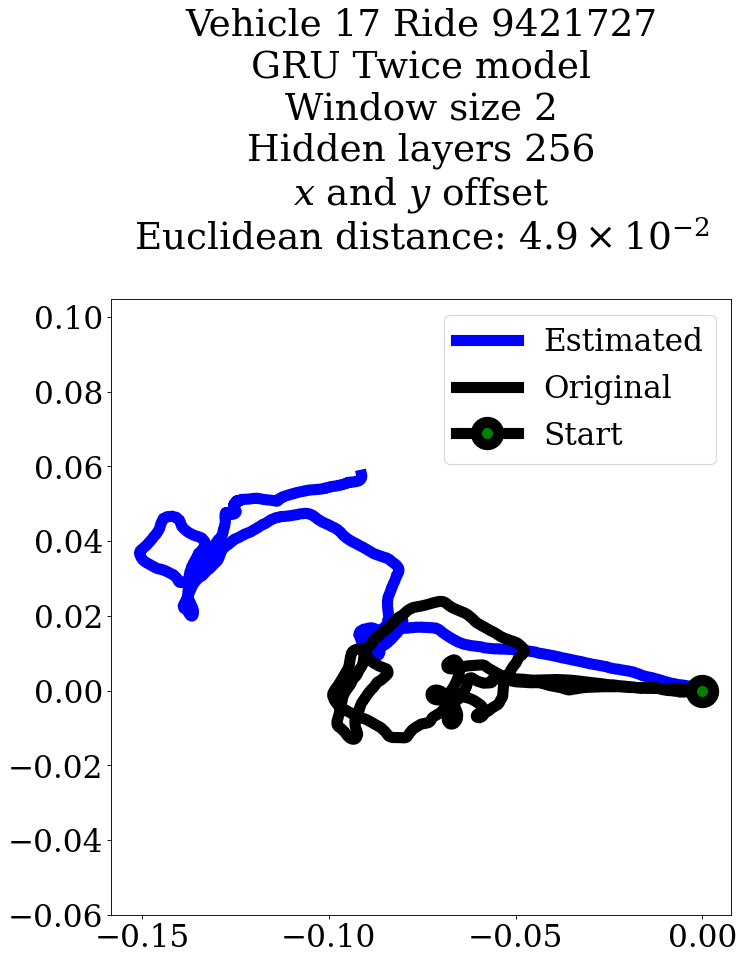 Vehicle 17 Ride 9421727
GRU Twice model
Window size 2
Hidden layers 256
x and y offset
Euclidean distance: 4.9 × 10⁻²
0.10
0.08
0.06
0.04
0.02
0.00
−0.02
−0.04
−0.06
Estimated
Original
Start
−0.15 −0.10 −0.05 0.00